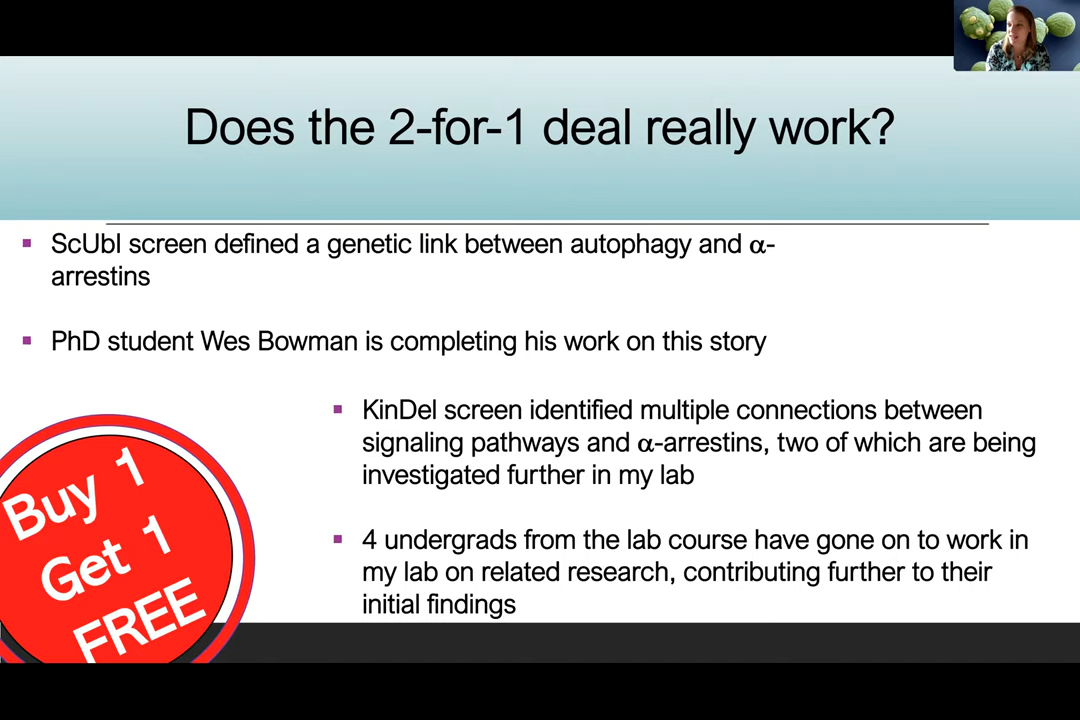 Does the 2-for-1 deal really work?
▪ ScUbI screen defined a genetic link between autophagy and α-
arrestins
▪ PhD student Wes Bowman is completing his work on this story
▪ KinDel screen identified multiple connections between
signaling pathways and α-arrestins, two of which are being
investigated further in my lab
▪ 4 undergrads from the lab course have gone on to work in
my lab on related research, contributing further to their
initial findings
Buy 1
Get 1
FREE